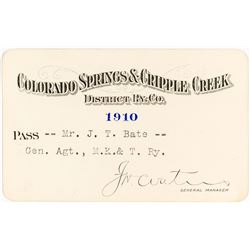 COLORADO SPRINGS & CRIPPLE CREEK
DISTRICT RY. CO.
1910
PASS -- Mr. J. T. Bate --
Gen. Agt., M.K.& T. Ry.
GENERAL MANAGER